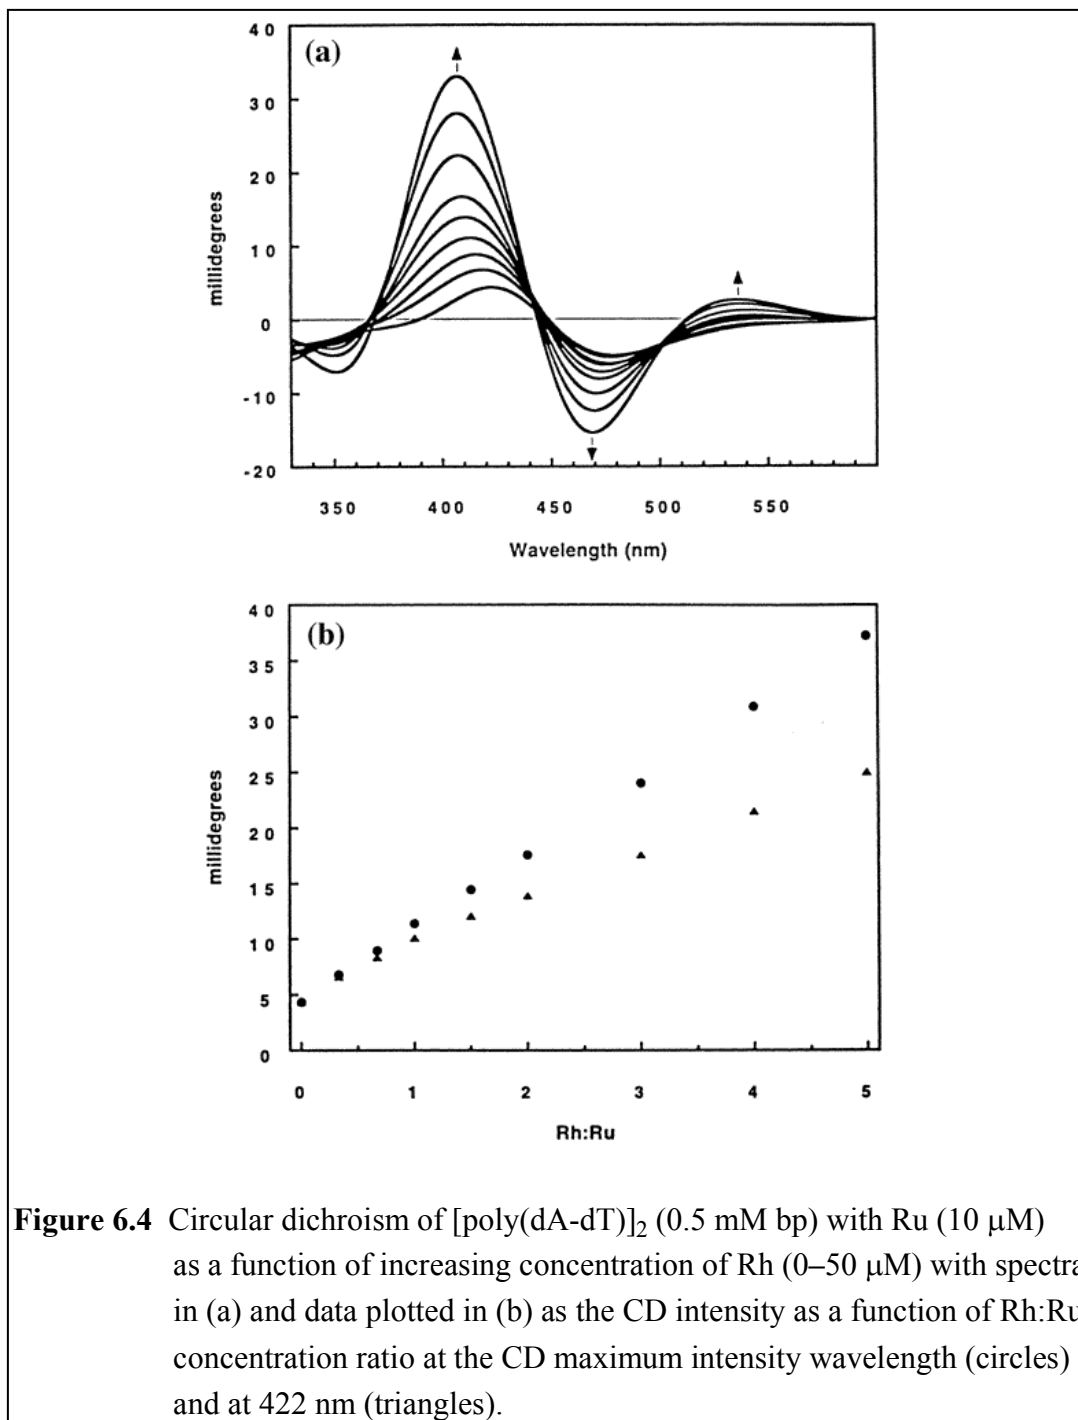 (a)
40
30
20
10
0
-10
-20
millidegrees
350 400 450 500 550
Wavelength (nm)
(b)
40
35
30
25
20
15
10
5
0
millidegrees
0 1 2 3 4 5
Rh:Ru
Figure 6.4 Circular dichroism of [poly(dA-dT)]₂ (0.5 mM bp) with Ru (10 μM)
as a function of increasing concentration of Rh (0–50 μM) with spectra
in (a) and data plotted in (b) as the CD intensity as a function of Rh:Ru
concentration ratio at the CD maximum intensity wavelength (circles)
and at 422 nm (triangles).